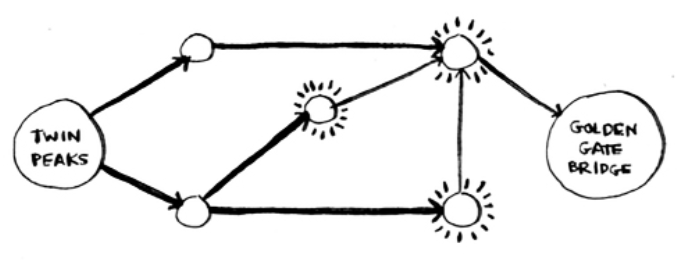 TWIN
PEAKS
GOLDEN
GATE
BRIDGE